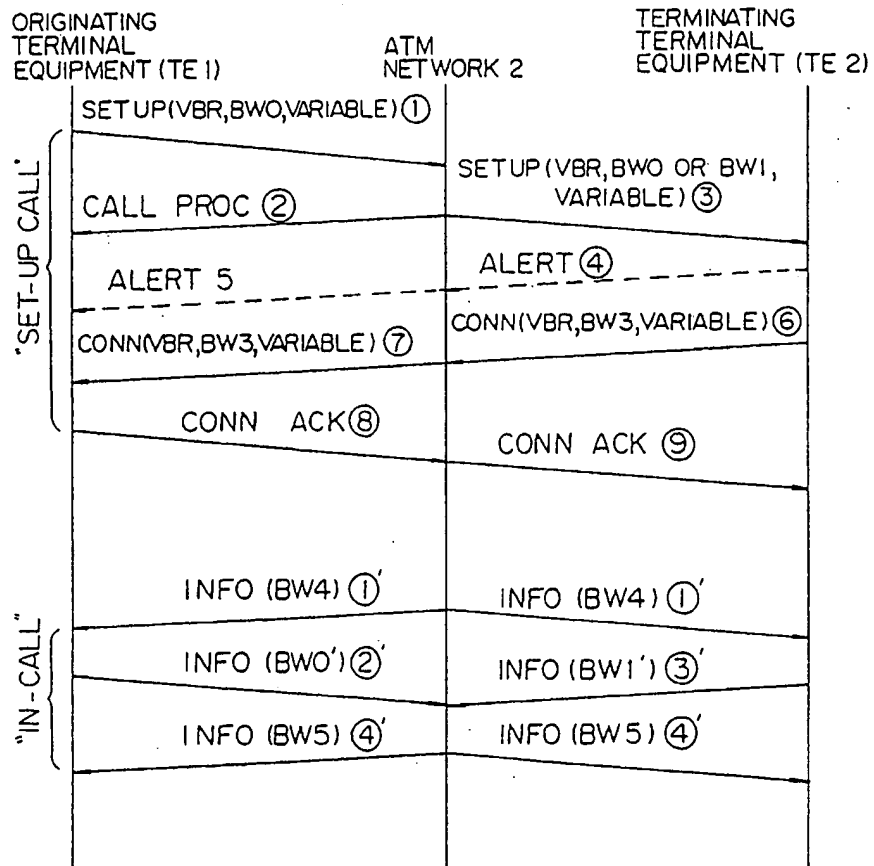 ORIGINATING
TERMINAL
EQUIPMENT (TE 1)
ATM
NETWORK 2
TERMINATING
TERMINAL
EQUIPMENT (TE 2)
SETUP(VBR,BW0,VARIABLE) ①
SETUP(VBR,BW0 OR BW1,
VARIABLE) ③
CALL PROC ②
ALERT ④
ALERT 5
CONN(VBR,BW3,VARIABLE) ⑥
CONN(VBR,BW3,VARIABLE) ⑦
CONN ACK ⑧
CONN ACK ⑨
"SET-UP CALL"
INFO (BW4) ①'
INFO (BW4) ①'
INFO (BW0') ②'
INFO (BW1') ③'
INFO (BW5) ④'
INFO (BW5) ④'
"IN-CALL"